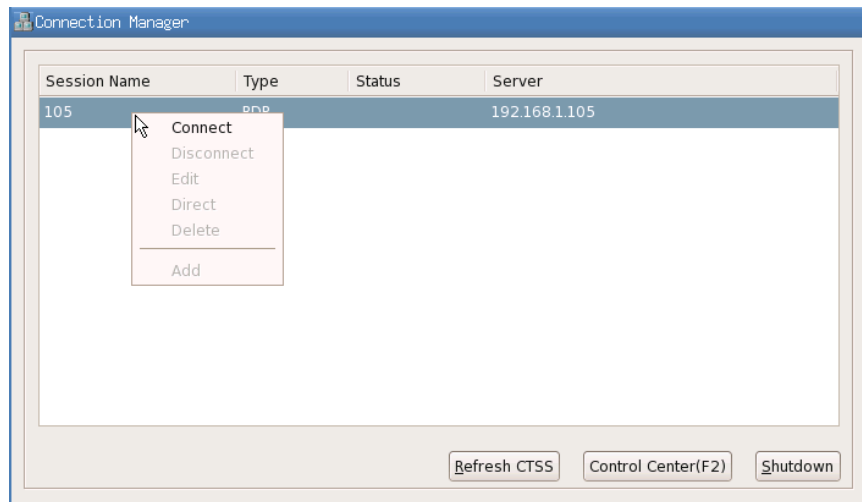 Connection Manager
Session Name Type Status Server
105 RDP 192.168.1.105
Connect
Disconnect
Edit
Direct
Delete
Add
Refresh CTSS Control Center(F2) Shutdown